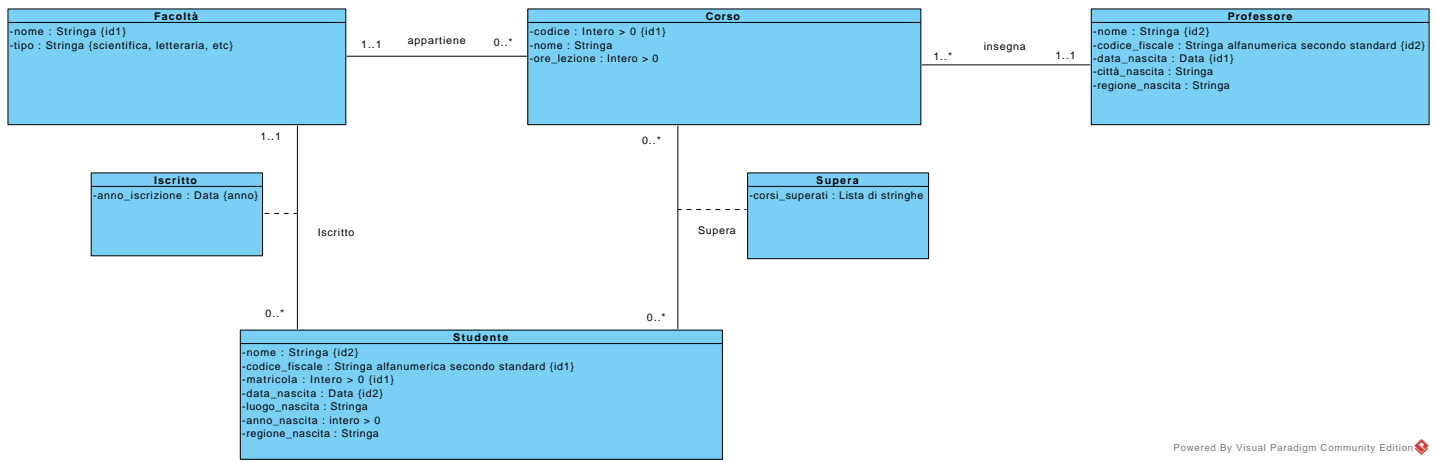 Facoltà
-nome : Stringa {id1}
-tipo : Stringa {scientifica, letteraria, etc}
1..1
appartiene
0..*
Corso
-codice : Intero > 0 {id1}
-nome : Stringa
-ore_lezione : Intero > 0
1..*
insegna
1..1
Professore
-nome : Stringa {id2}
-codice_fiscale : Stringa alfanumerica secondo standard {id2}
-data_nascita : Data {id1}
-città_nascita : Stringa
-regione_nascita : Stringa
1..1
0..*
Iscritto
-anno_iscrizione : Data {anno}
Iscritto
Supera
-corsi_superati : Lista di stringhe
Supera
0..*
0..*
Studente
-nome : Stringa {id2}
-codice_fiscale : Stringa alfanumerica secondo standard {id1}
-matricola : Intero > 0 {id1}
-data_nascita : Data {id2}
-luogo_nascita : Stringa
-anno_nascita : intero > 0
-regione_nascita : Stringa
Powered By Visual Paradigm Community Edition